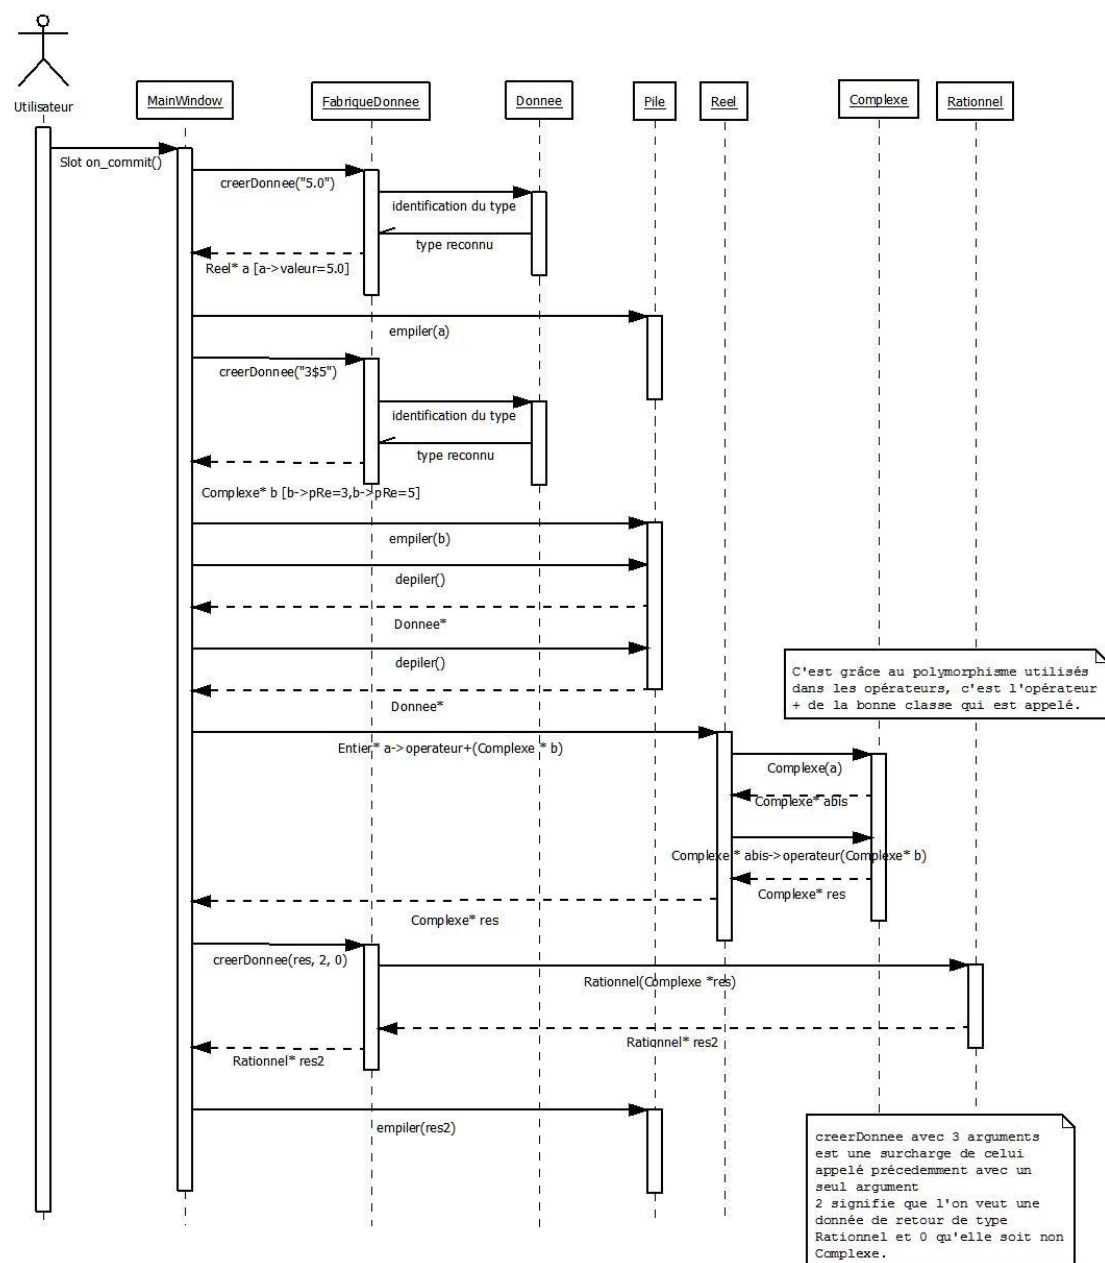 Utilisateur
MainWindow
FabriqueDonnee
Donnee
Pile
Reel
Complexe
Rationnel
Slot on_commit()
creerDonnee("5.0")
identification du type
type reconnu
Reel* a [a->valeur=5.0]
empiler(a)
creerDonnee("3$5")
identification du type
type reconnu
Complexe* b [b->pRe=3,b->pRe=5]
empiler(b)
depiler()
Donnee*
depiler()
Donnee*
C'est grâce au polymorphisme utilisés
dans les opérateurs, c'est l'opérateur
+ de la bonne classe qui est appelé.
Entier* a->operateur+(Complexe * b)
Complexe(a)
Complexe* abis
Complexe * abis->operateur(Complexe* b)
Complexe* res
Complexe* res
creerDonnee(res, 2, 0)
Rationnel(Complexe *res)
Rationnel* res2
Rationnel* res2
empiler(res2)
creerDonnee avec 3 arguments
est une surcharge de celui
appelé précedemment avec un
seul argument
2 signifie que l'on veut une
donnée de retour de type
Rationnel et 0 qu'elle soit non
Complexe.